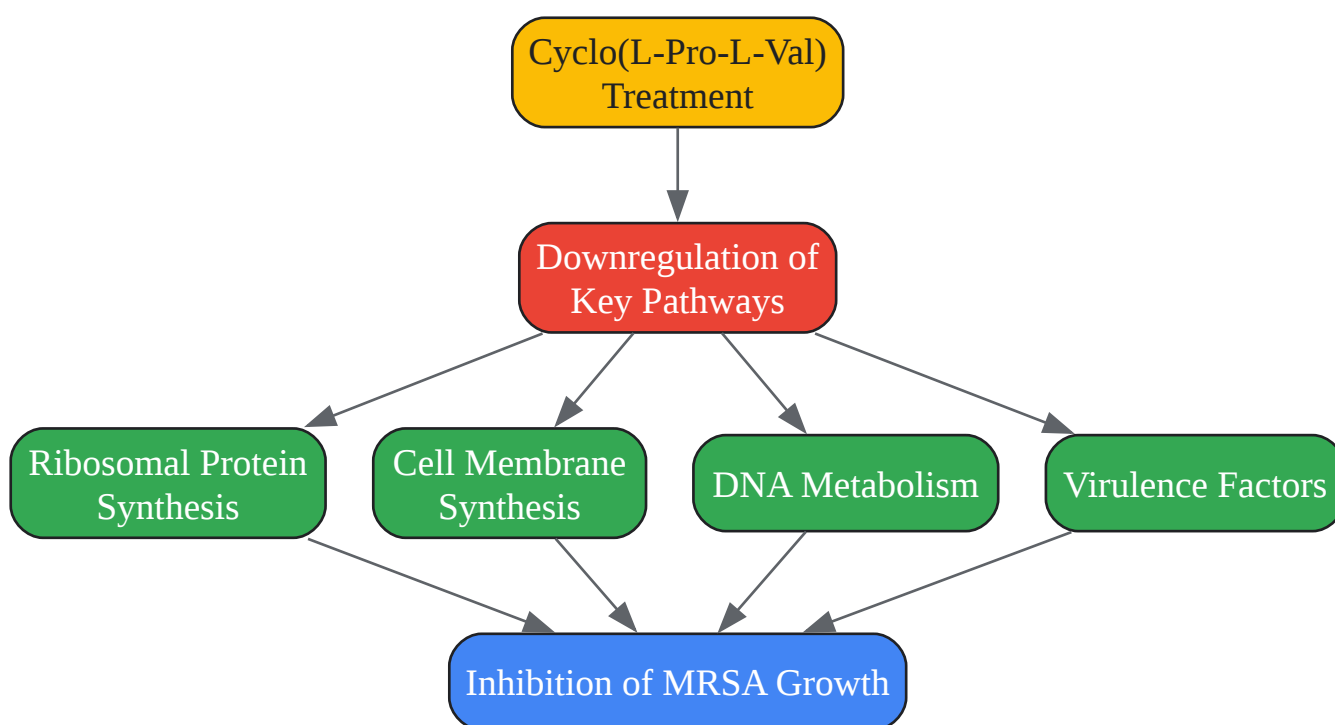 Cyclo(L-Pro-L-Val)
Treatment
Downregulation of
Key Pathways
Ribosomal Protein
Synthesis
Cell Membrane
Synthesis
DNA Metabolism
Virulence Factors
Inhibition of MRSA Growth